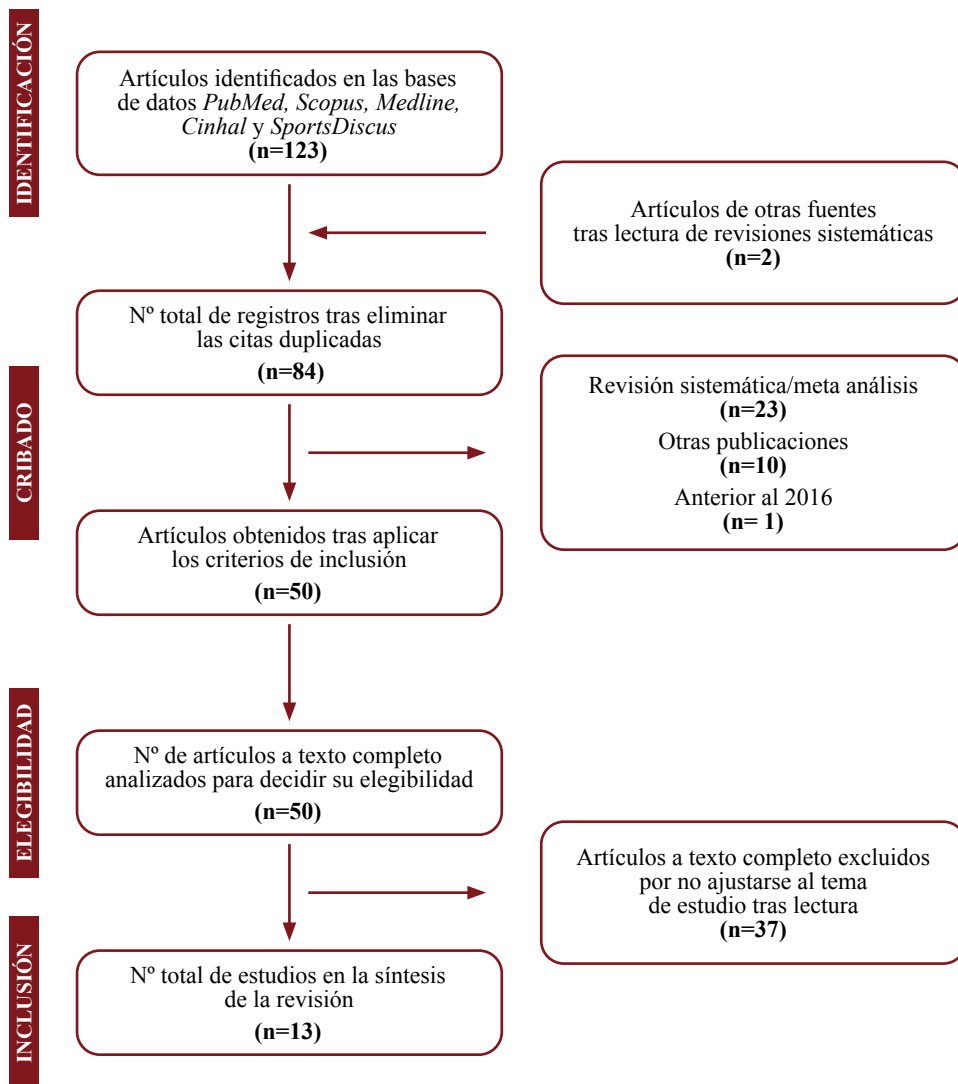 IDENTIFICACIÓN
Artículos identificados en las bases
de datos PubMed, Scopus, Medline,
Cinhal y SportsDiscus
(n=123)
Artículos de otras fuentes
tras lectura de revisiones sistemáticas
(n=2)
Nº total de registros tras eliminar
las citas duplicadas
(n=84)
CRIBADO
Revisión sistemática/meta análisis
(n=23)
Otras publicaciones
(n=10)
Anterior al 2016
(n= 1)
Artículos obtenidos tras aplicar
los criterios de inclusión
(n=50)
ELEGIBILIDAD
Nº de artículos a texto completo
analizados para decidir su elegibilidad
(n=50)
Artículos a texto completo excluidos
por no ajustarse al tema
de estudio tras lectura
(n=37)
INCLUSIÓN
Nº total de estudios en la síntesis
de la revisión
(n=13)